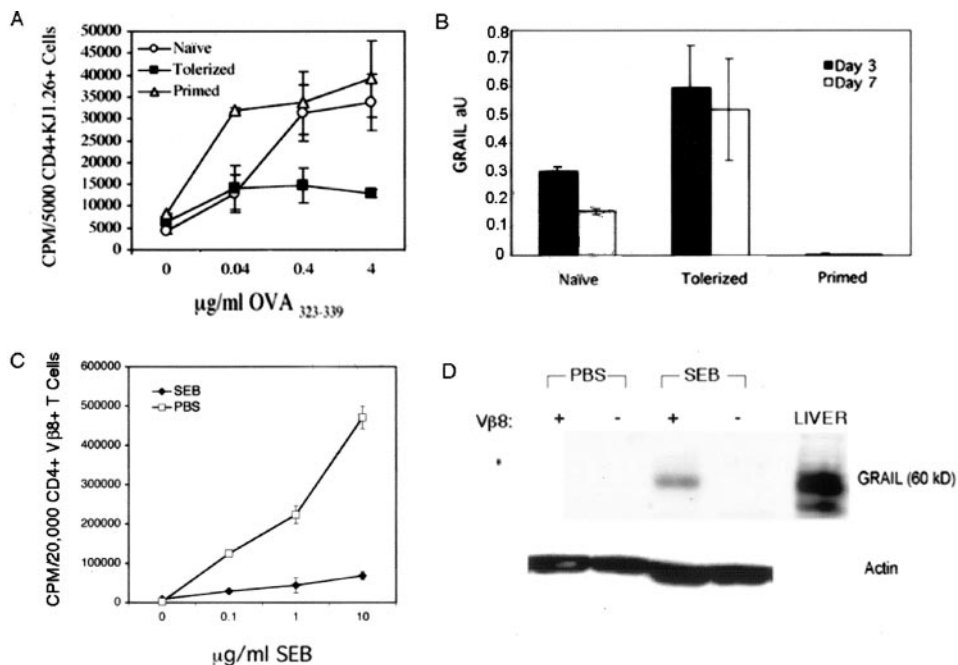 A
CPM/5000 CD4+KJ1.26+ Cells
50000
45000
40000
35000
30000
25000
20000
15000
10000
5000
0
Naïve
Tolerized
Primed
0 0.04 0.4 4
µg/ml OVA 323-339
B
GRAIL aU
0.8
0.7
0.6
0.5
0.4
0.3
0.2
0.1
0
Day 3
Day 7
Naïve Tolerized Primed
C
CPM/20,000 CD4+ Vβ8+ T Cells
600000
500000
400000
300000
200000
100000
0
SEB
PBS
0 0.1 1 10
µg/ml SEB
D
PBS SEB
Vβ8: + - + - LIVER
GRAIL (60 kD)
Actin